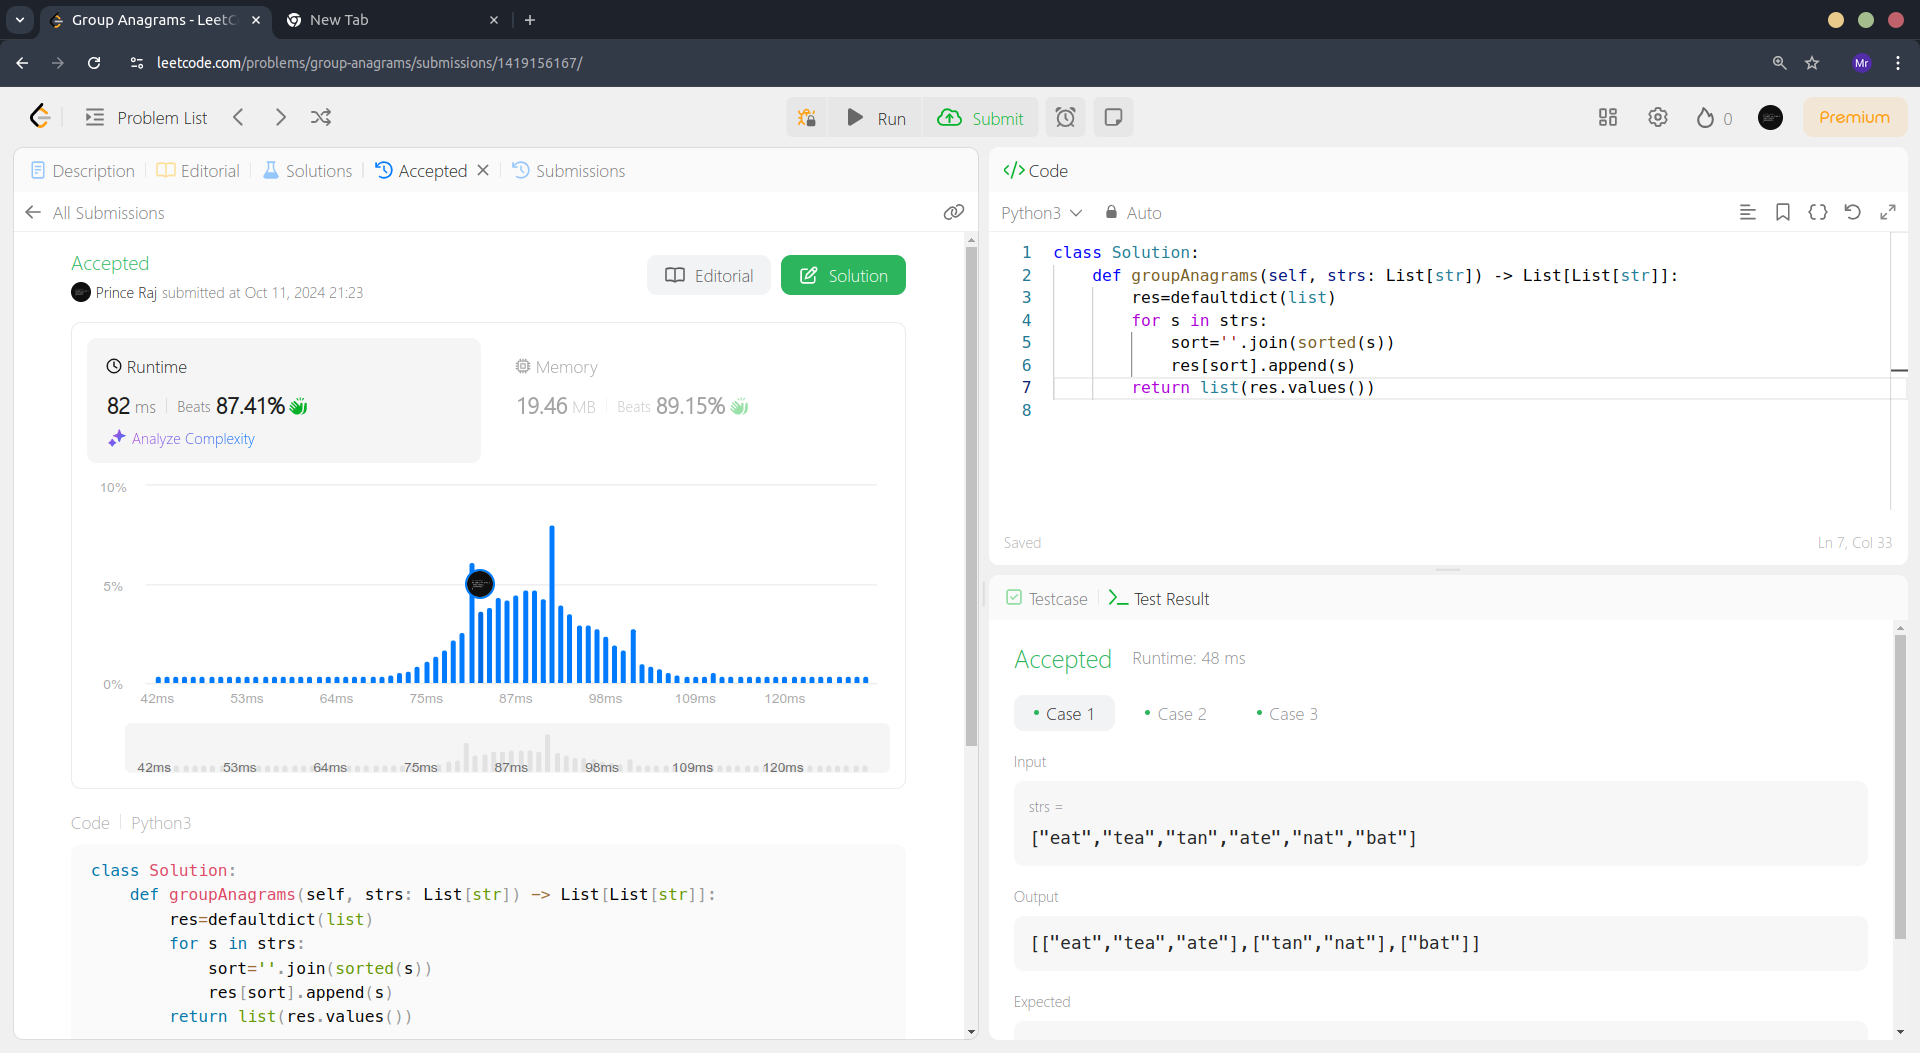 Group Anagrams - LeetC
New Tab
leetcode.com/problems/group-anagrams/submissions/1419156167/
Mr
Problem List
Run
Submit
0
Premium
Description
Editorial
Solutions
Accepted
Submissions
All Submissions
Accepted
Prince Raj submitted at Oct 11, 2024 21:23
Editorial
Solution
Runtime
82 ms
Beats 87.41%
Analyze Complexity
Memory
19.46 MB
Beats 89.15%
10%
5%
0%
42ms 53ms 64ms 75ms 87ms 98ms 109ms 120ms
42ms 53ms 64ms 75ms 87ms 98ms 109ms 120ms
Code
Python3
class Solution:
    def groupAnagrams(self, strs: List[str]) -> List[List[str]]:
        res=defaultdict(list)
        for s in strs:
            sort=''.join(sorted(s))
            res[sort].append(s)
        return list(res.values())
</> Code
Python3
Auto
1 class Solution:
2     def groupAnagrams(self, strs: List[str]) -> List[List[str]]:
3         res=defaultdict(list)
4         for s in strs:
5             sort=''.join(sorted(s))
6             res[sort].append(s)
7         return list(res.values())
8
Saved
Ln 7, Col 33
Testcase
Test Result
Accepted
Runtime: 48 ms
Case 1
Case 2
Case 3
Input
strs =
["eat","tea","tan","ate","nat","bat"]
Output
[["eat","tea","ate"],["tan","nat"],["bat"]]
Expected